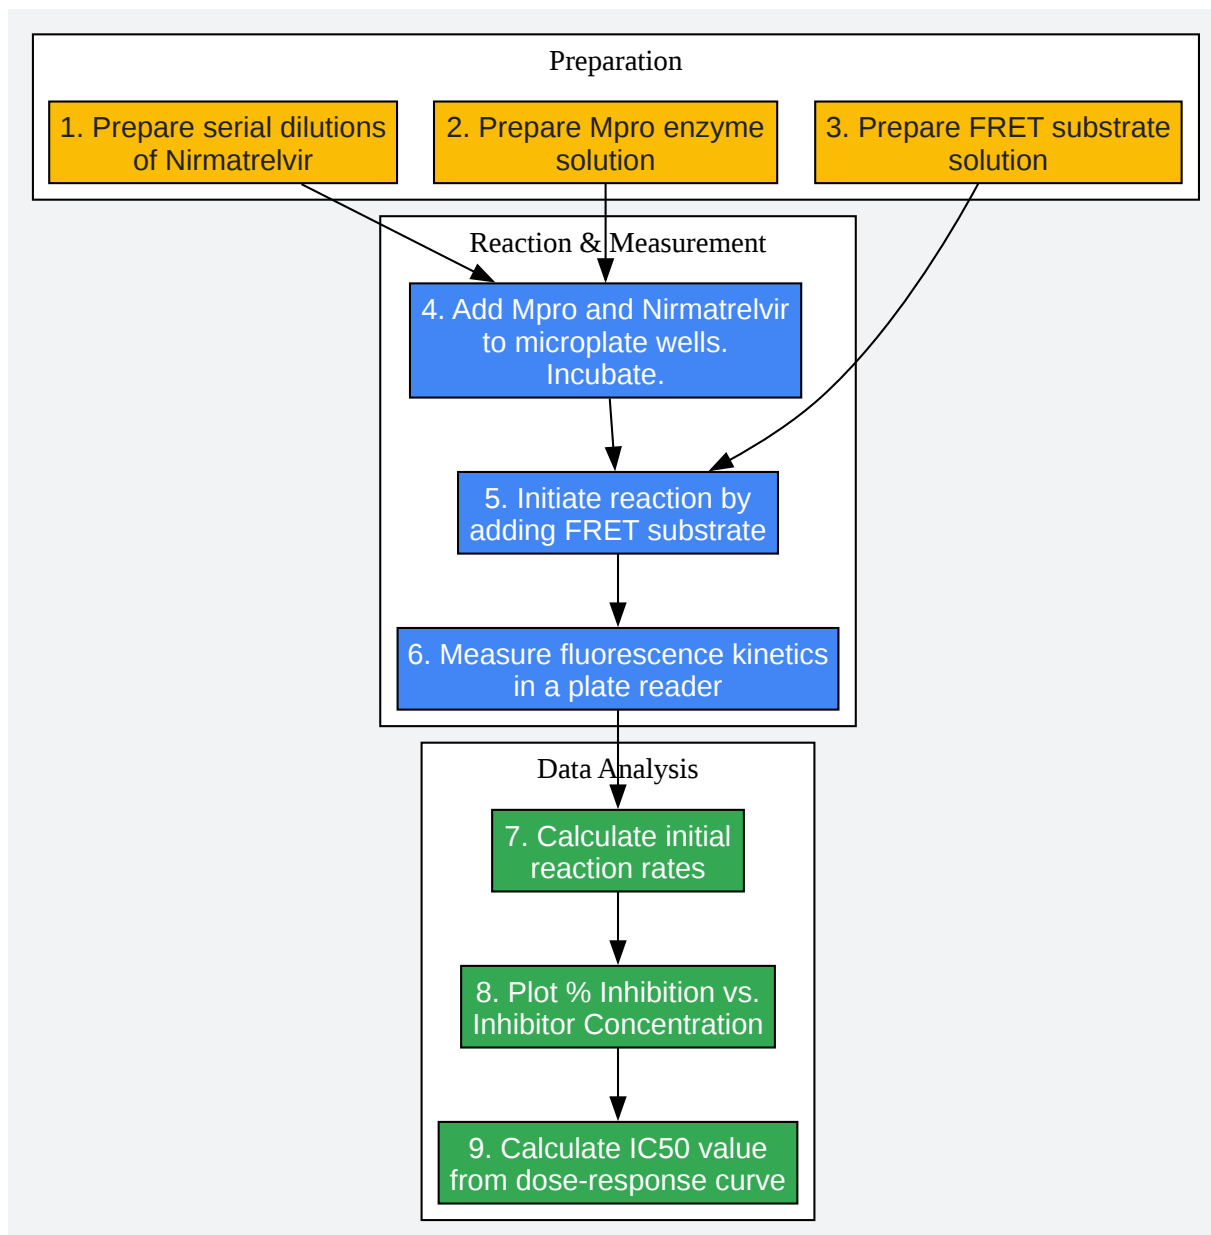 Preparation
1. Prepare serial dilutions
of Nirmatrelvir
2. Prepare Mpro enzyme
solution
3. Prepare FRET substrate
solution
Reaction & Measurement
4. Add Mpro and Nirmatrelvir
to microplate wells.
Incubate.
5. Initiate reaction by
adding FRET substrate
6. Measure fluorescence kinetics
in a plate reader
Data Analysis
7. Calculate initial
reaction rates
8. Plot % Inhibition vs.
Inhibitor Concentration
9. Calculate IC50 value
from dose-response curve